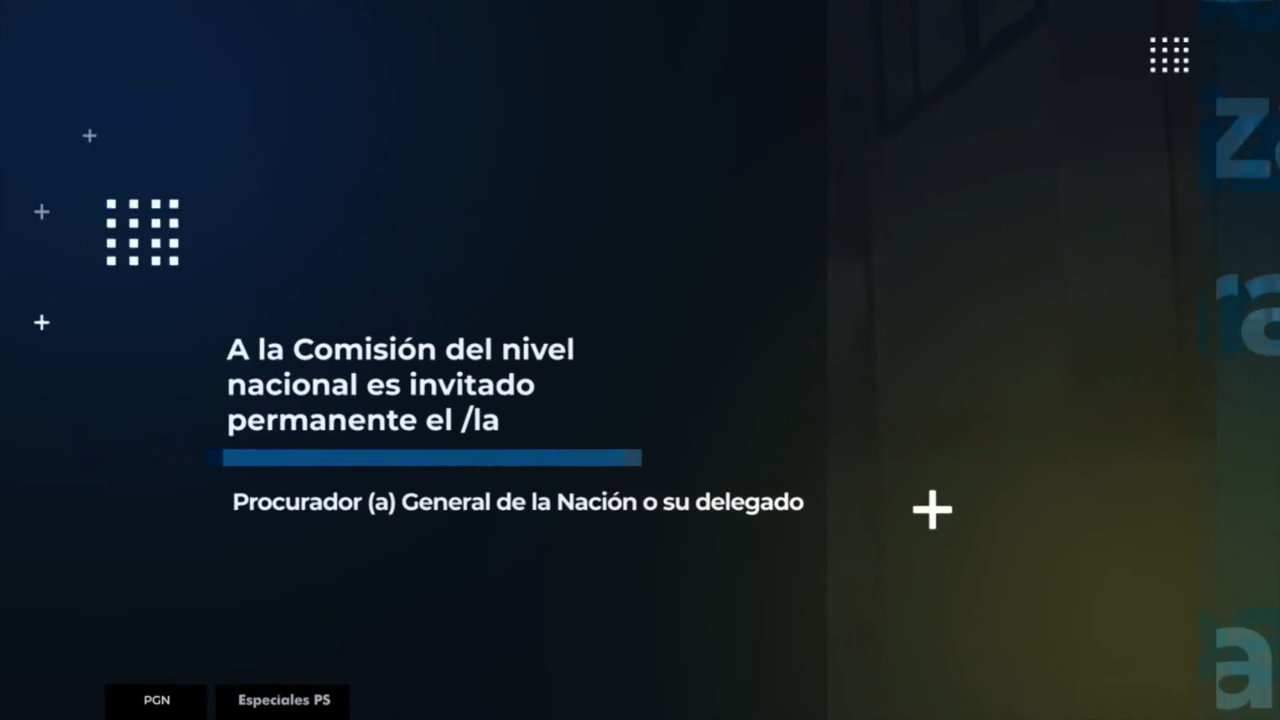 A la Comisión del nivel
nacional es invitado
permanente el /la
Procurador (a) General de la Nación o su delegado
PGN
Especiales PS